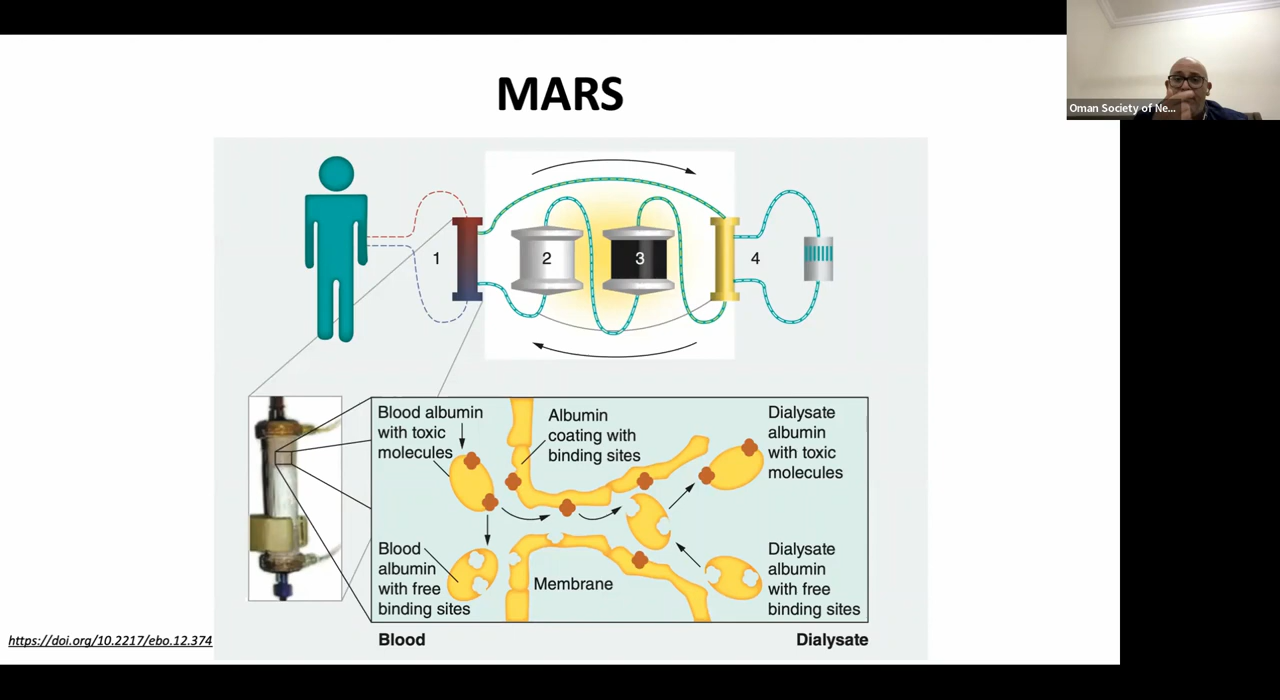 MARS
Oman Society of Ne...
1
2
3
4
Blood albumin
with toxic
molecules
Albumin
coating with
binding sites
Dialysate
albumin
with toxic
molecules
Blood
albumin
with free
binding sites
Membrane
Dialysate
albumin
with free
binding sites
Blood
Dialysate
https://doi.org/10.2217/ebo.12.374